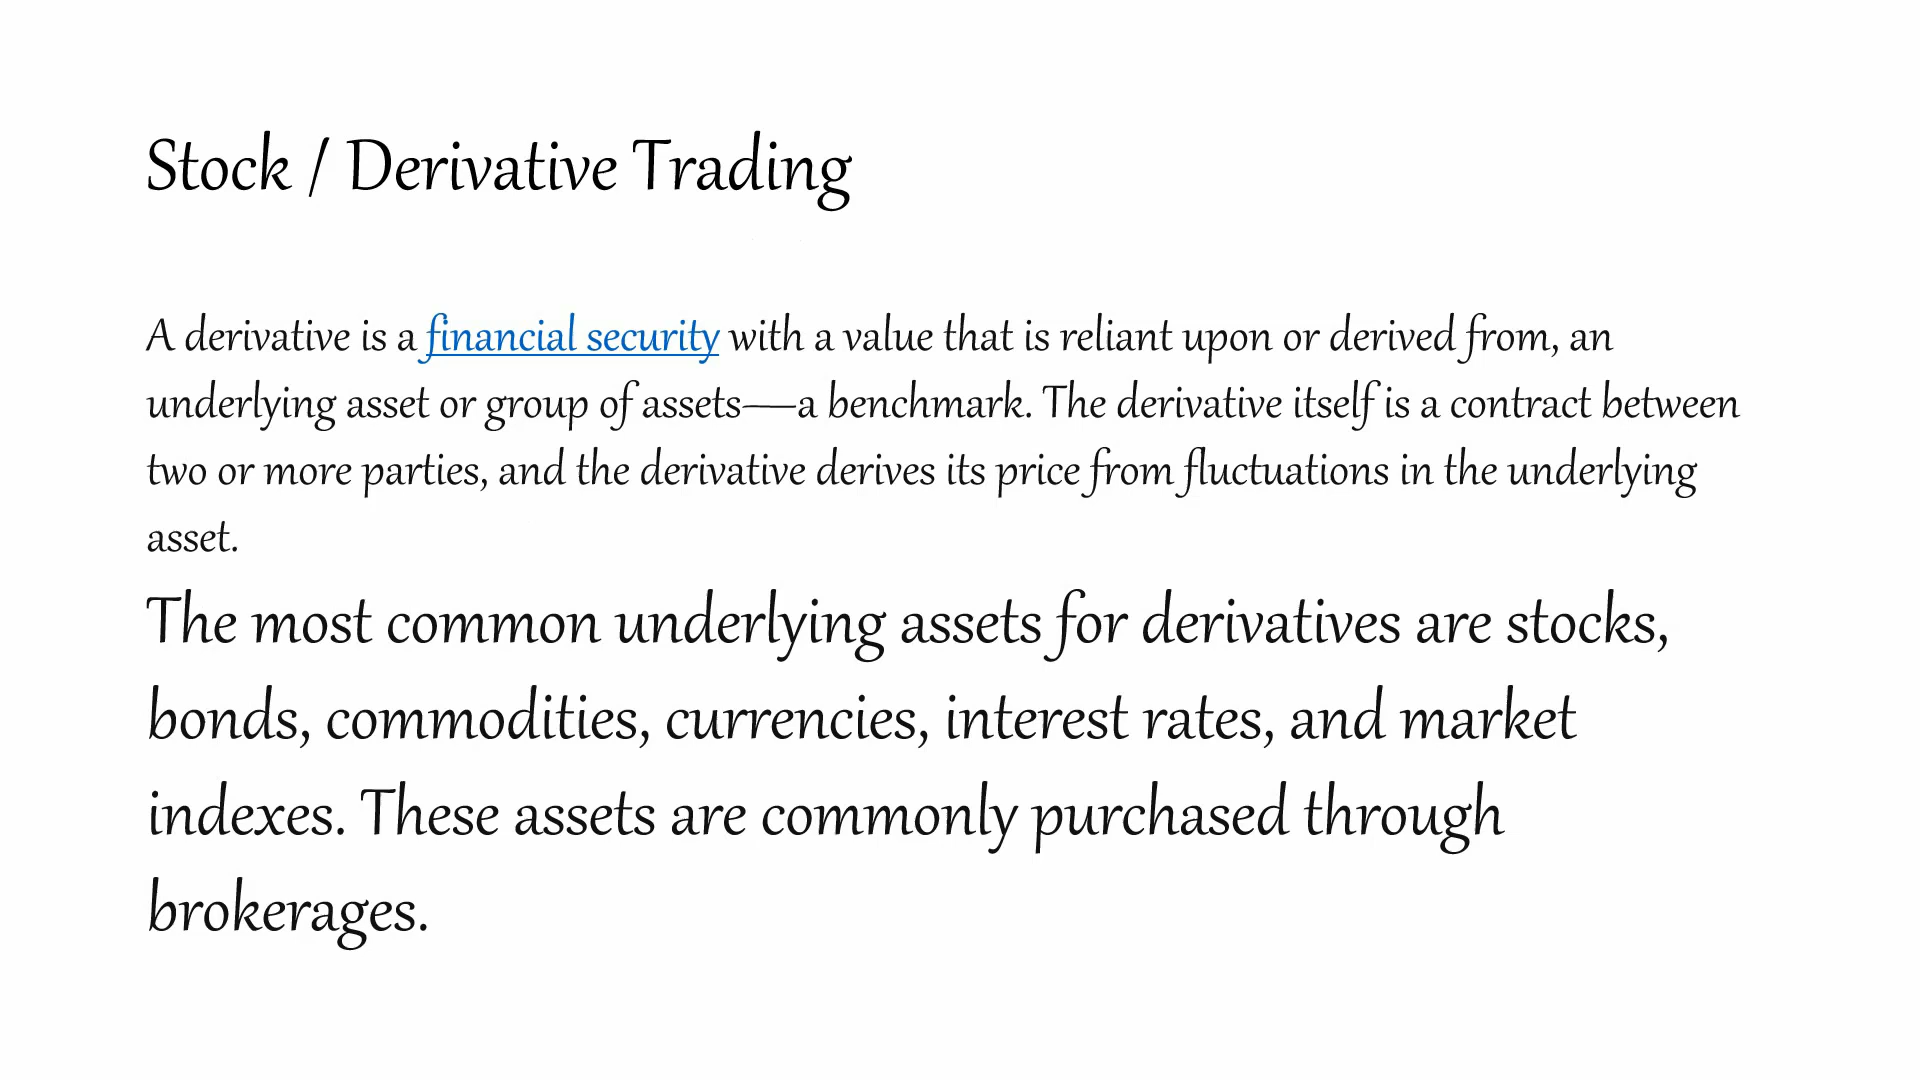 Stock / Derivative Trading
A derivative is a financial security with a value that is reliant upon or derived from, an
underlying asset or group of assets—a benchmark. The derivative itself is a contract between
two or more parties, and the derivative derives its price from fluctuations in the underlying
asset.
The most common underlying assets for derivatives are stocks,
bonds, commodities, currencies, interest rates, and market
indexes. These assets are commonly purchased through
brokerages.